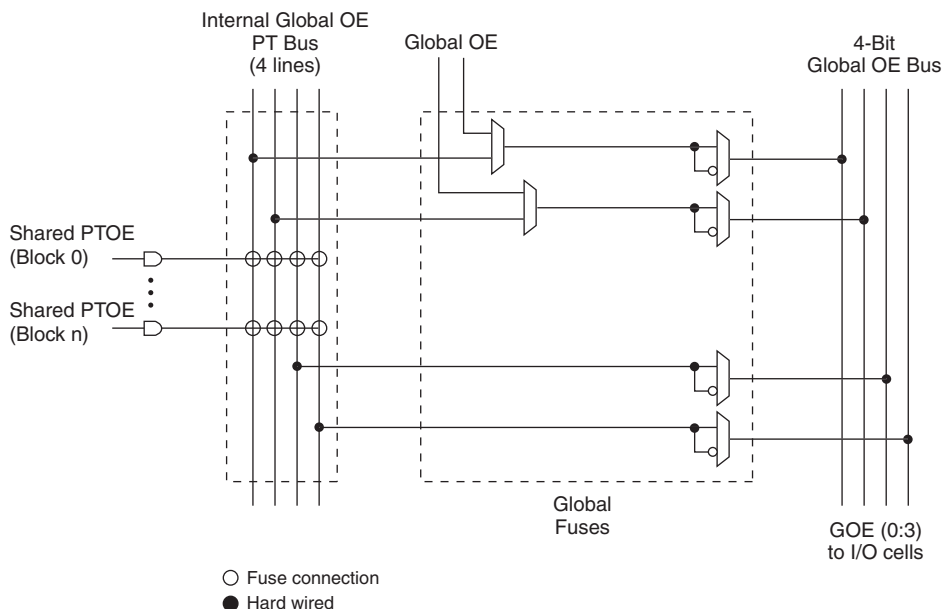 Internal Global OE
PT Bus
(4 lines)
Global OE
4-Bit
Global OE Bus
Shared PTOE
(Block 0)
Shared PTOE
(Block n)
Global
Fuses
GOE (0:3)
to I/O cells
Fuse connection
Hard wired